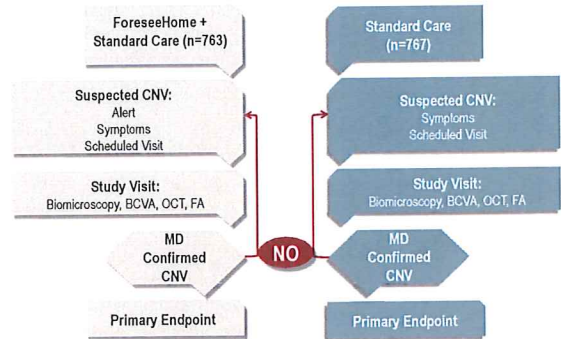 ForeseeHome +
Standard Care (n=763)
Suspected CNV:
Alert
Symptoms
Scheduled Visit
Study Visit:
Biomicroscopy, BCVA, OCT, FA
MD
Confirmed
CNV
Primary Endpoint
NO
Standard Care
(n=767)
Suspected CNV:
Symptoms
Scheduled Visit
Study Visit:
Biomicroscopy, BCVA, OCT, FA
MD
Confirmed
CNV
Primary Endpoint